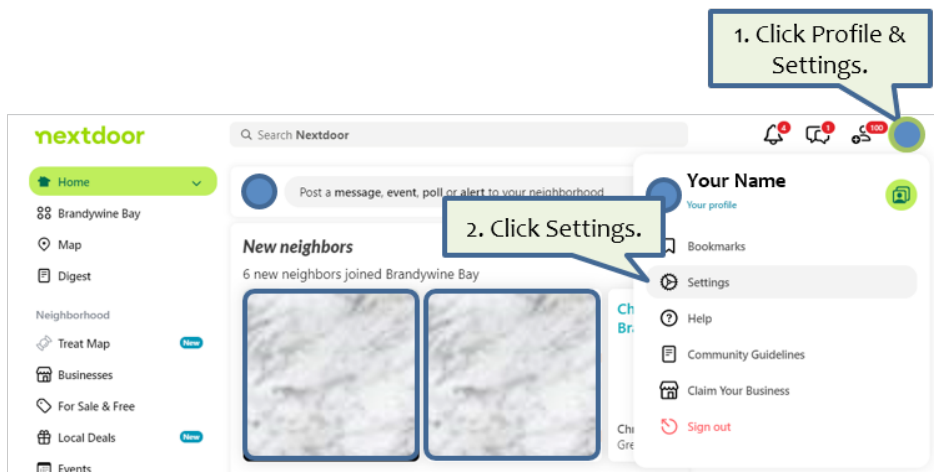 1. Click Profile &
Settings.
nextdoor
Search Nextdoor
4
1
100
Home
Post a message, event, poll or alert to your neighborhood
Your Name
Your profile
Brandywine Bay
2. Click Settings.
Map
New neighbors
Bookmarks
Digest
6 new neighbors joined Brandywine Bay
Settings
Neighborhood
Help
Treat Map
New
Community Guidelines
Businesses
Claim Your Business
For Sale & Free
Sign out
Local Deals
New
Events